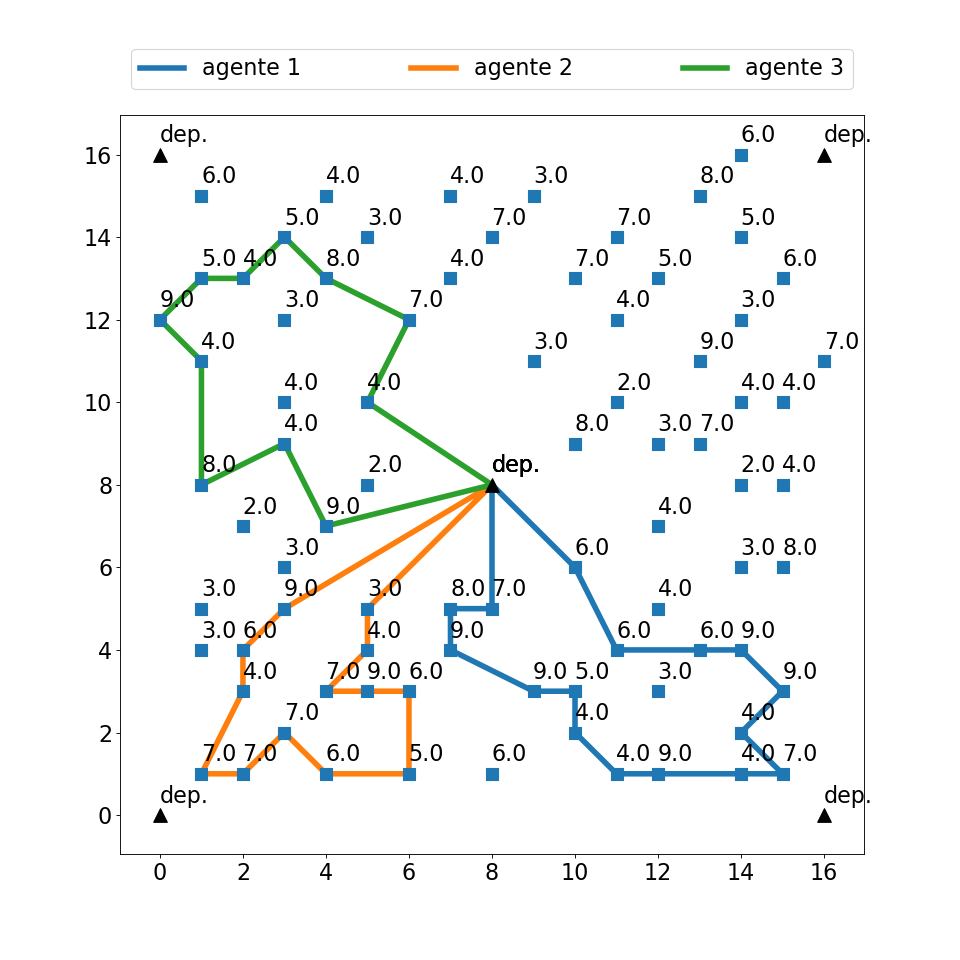 agente 1 agente 2 agente 3
6.0
dep. dep.
16
6.0 4.0 4.0 3.0 8.0
5.0 3.0 7.0 7.0 5.0
14
5.0 4.0 8.0 4.0 7.0 5.0 6.0
9.0 3.0 7.0 4.0 3.0
12
4.0 3.0 9.0 7.0
4.0 4.0 2.0 4.0 4.0
10
4.0 8.0 3.0 7.0
8.0 2.0 dep. 2.0 4.0
8
2.0 9.0 4.0
3.0 6.0 3.0 8.0
6
3.0 9.0 3.0 8.0 7.0 4.0
3.0 6.0 4.0 9.0 6.0 6.0 9.0
4
4.0 7.0 9.0 6.0 9.0 5.0 3.0 9.0
7.0 4.0 4.0
2
7.0 7.0 6.0 5.0 6.0 4.0 9.0 4.0 7.0
dep. dep.
0
0 2 4 6 8 10 12 14 16